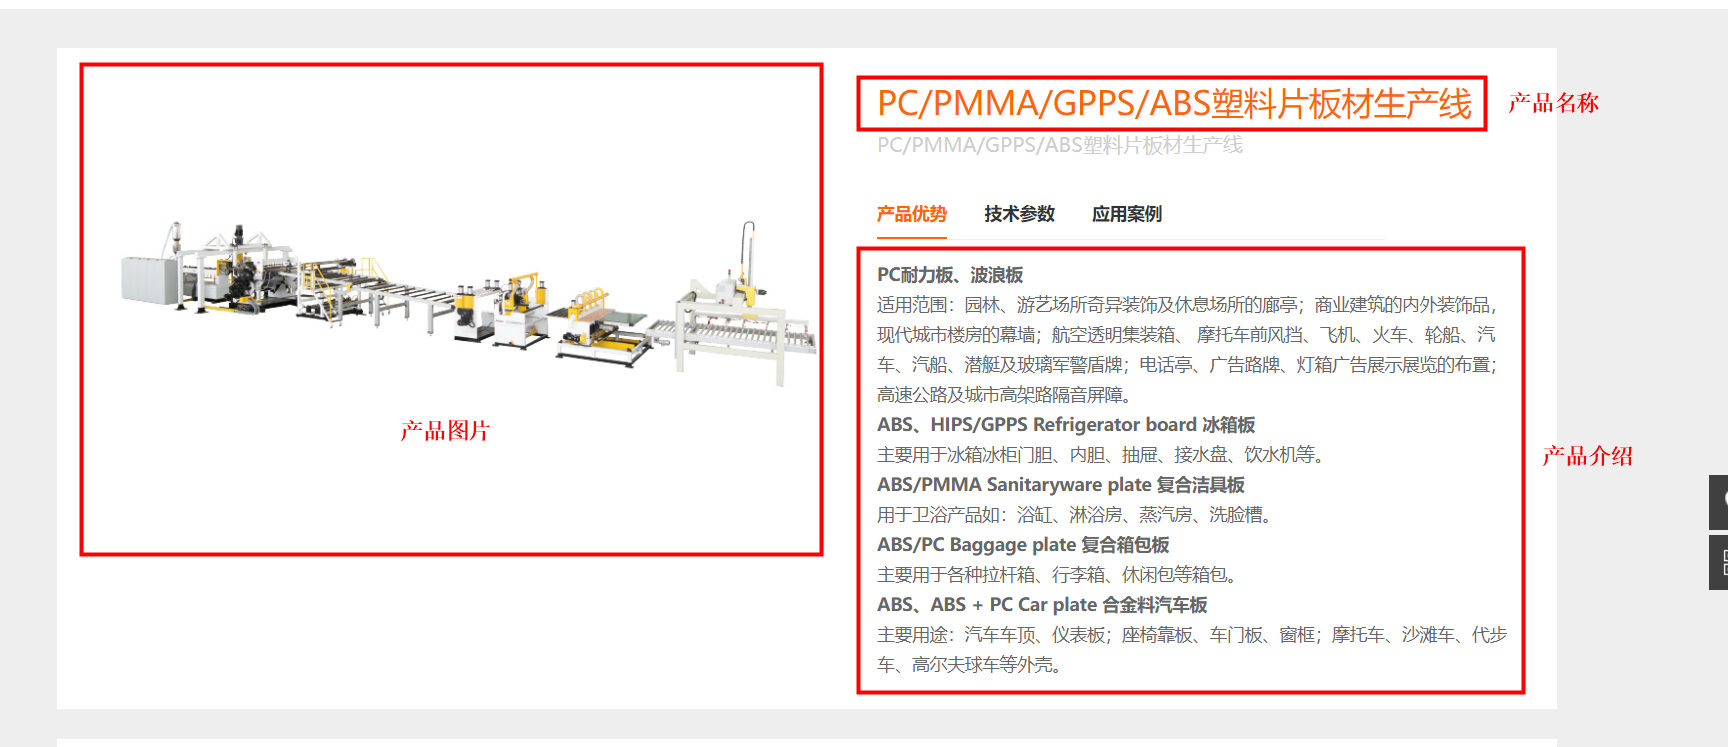 PC/PMMA/GPPS/ABS塑料片板材生产线
产品名称
PC/PMMA/GPPS/ABS塑料片板材生产线
产品优势 技术参数 应用案例
产品图片
PC耐力板、波浪板
适用范围：园林、游艺场所奇异装饰及休息场所的廊亭；商业建筑的内外装饰品，
现代城市楼房的幕墙；航空透明集装箱、 摩托车前风挡、飞机、火车、轮船、汽
车、汽船、潜艇及玻璃军警盾牌；电话亭、广告路牌、灯箱广告展示展览的布置；
高速公路及城市高架路隔音屏障。
ABS、HIPS/GPPS Refrigerator board 冰箱板
主要用于冰箱冰柜门胆、内胆、抽屉、接水盘、饮水机等。
产品介绍
ABS/PMMA Sanitaryware plate 复合洁具板
用于卫浴产品如：浴缸、淋浴房、蒸汽房、洗脸槽。
ABS/PC Baggage plate 复合箱包板
主要用于各种拉杆箱、行李箱、休闲包等箱包。
ABS、ABS + PC Car plate 合金料汽车板
主要用途：汽车车顶、仪表板；座椅靠板、车门板、窗框；摩托车、沙滩车、代步
车、高尔夫球车等外壳。